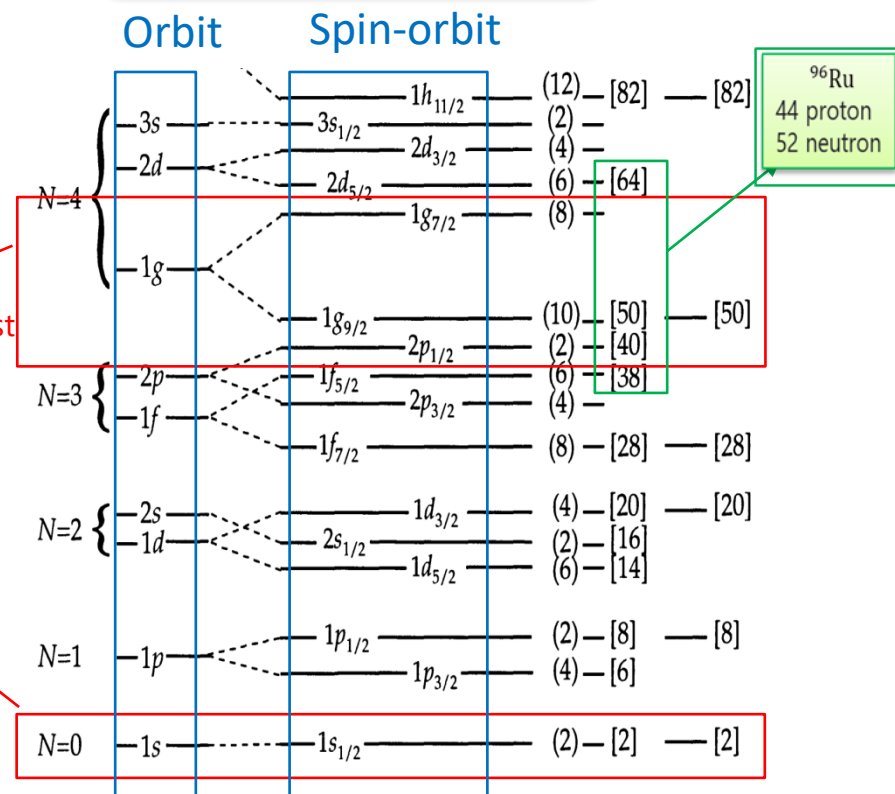 Orbit Spin-orbit
1h11/2 (12) [82] [82]
3s 3s1/2 (2)
2d3/2 (4)
2d 2d5/2 (6) [64]
N=4 1g7/2 (8)
1g
1g9/2 (10) [50] [50]
2p1/2 (2) [40]
2p 1f5/2 (6) [38]
N=3 2p3/2 (4)
1f
1f7/2 (8) [28] [28]
2s 1d3/2 (4) [20] [20]
N=2 2s1/2 (2) [16]
1d 1d5/2 (6) [14]
1p1/2 (2) [8] [8]
N=1 1p
1p3/2 (4) [6]
N=0 1s 1s1/2 (2) [2] [2]
96Ru
44 proton
52 neutron
st